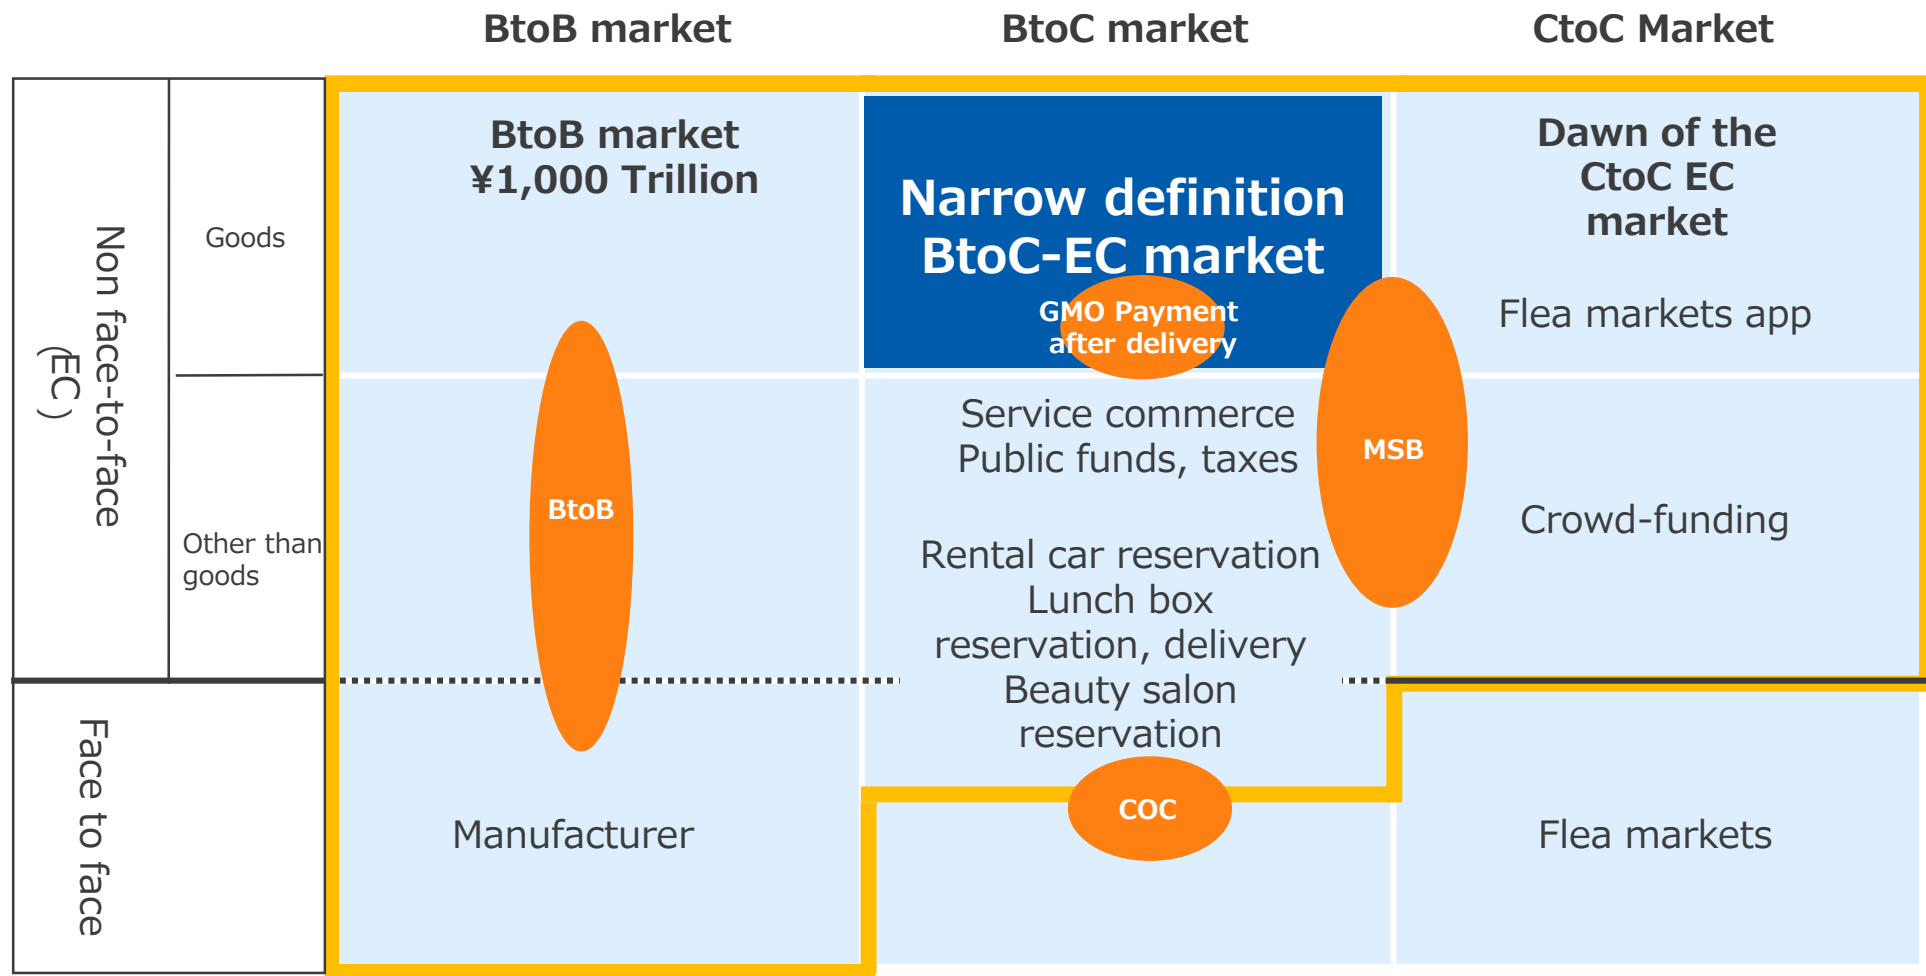 BtoB market
BtoC market
CtoC Market
Non face-to-face
(EC)
Goods
BtoB market
¥1,000 Trillion
Narrow definition
BtoC-EC market
GMO Payment
after delivery
Dawn of the
CtoC EC
market
Flea markets app
Other than
goods
BtoB
Service commerce
Public funds, taxes
Rental car reservation
Lunch box
reservation, delivery
Beauty salon
reservation
MSB
Crowd-funding
Face to face
Manufacturer
COC
Flea markets